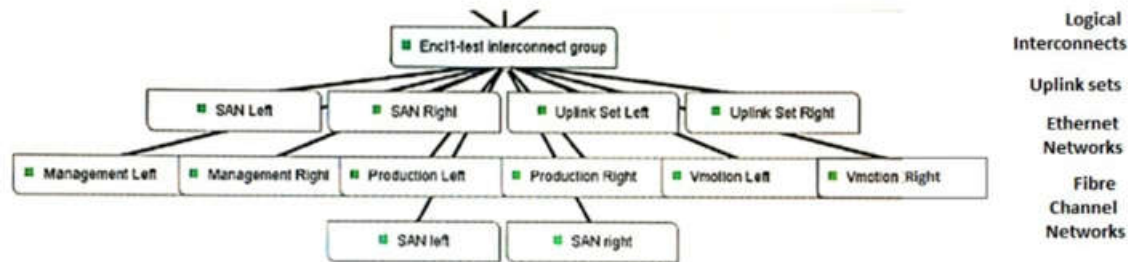 Encl1-test interconnect group
Logical
Interconnects
SAN Left
SAN Right
Uplink Set Left
Uplink Set Right
Uplink sets
Ethernet
Networks
Management Left
Management Right
Production Left
Production Right
Vmotion Left
Vmotion :Right
Fibre
Channel
Networks
SAN left
SAN right